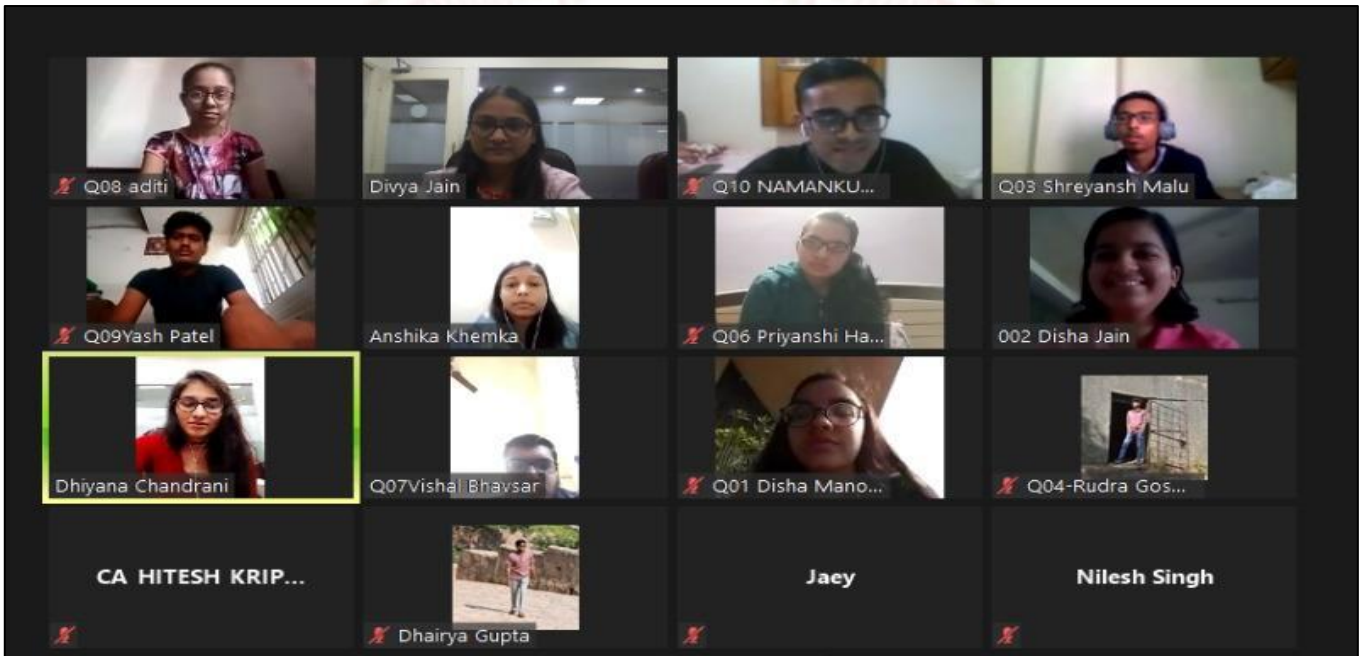 Q08 aditi
Divya Jain
Q10 NAMANKU...
Q03 Shreyansh Malu
Q09Yash Patel
Anshika Khemka
Q06 Priyanshi Ha...
002 Disha Jain
Dhiyana Chandrani
Q07Vishal Bhavsar
Q01 Disha Mano...
Q04-Rudra Gos...
CA HITESH KRIP...
Dhairya Gupta
Jaey
Nilesh Singh